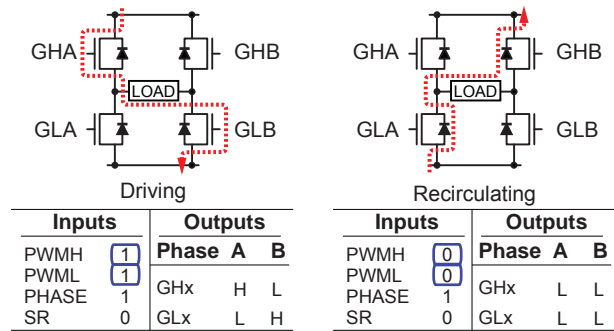 GHA GHB
LOAD
GLA GLB
Driving
Inputs Outputs
PWMH 1 Phase A B
PWML 1
GHx H L
PHASE 1
SR 0 GLx L H
GHA GHB
LOAD
GLA GLB
Recirculating
Inputs Outputs
PWMH 0 Phase A B
PWML 0
GHx L L
PHASE 1
SR 0 GLx L L